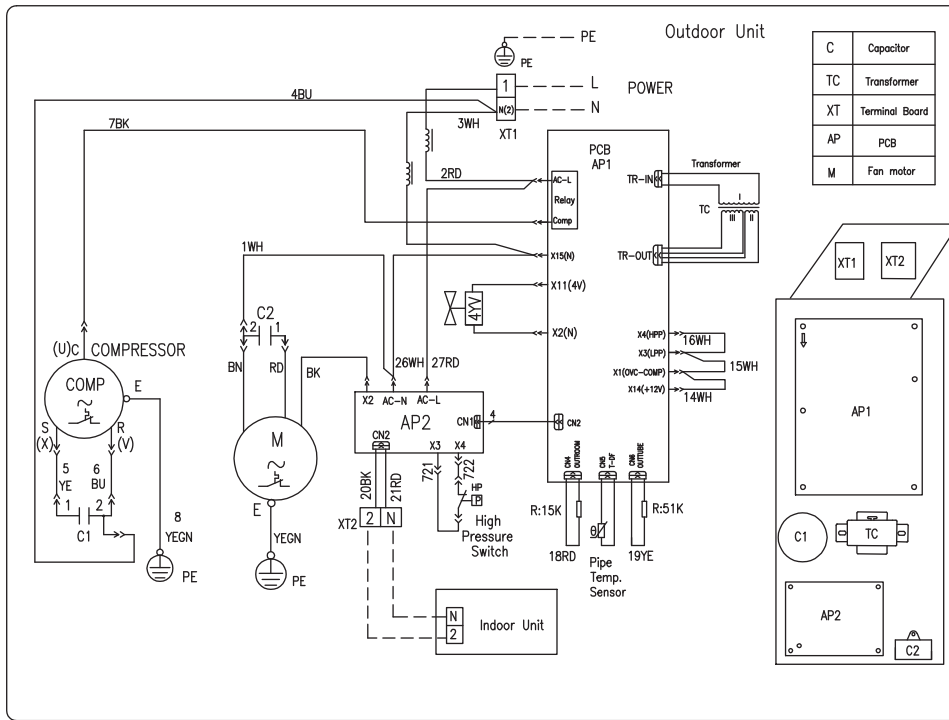 PE
Outdoor Unit
PE
L
POWER
N
1
N(2)
XT1
C Capacitor
TC Transformer
XT Terminal Board
AP PCB
M Fan motor
4BU
7BK
3WH
2RD
PCB
AP1
AC-L
Relay
Comp
X15(N)
X11(4V)
X2(N)
TR-IN
Transformer
TC
I
III II
TR-OUT
X4(HPP)
X3(LPP)
X1(OVC-COMP)
X14(+12V)
16WH
15WH
14WH
4YV
1WH
C2
2 1
BN
RD
BK
26WH
27RD
(U)C COMPRESSOR
COMP
E
S
(X)
R
(V)
5
YE
6
BU
1 2
C1
8
YEGN
PE
M
E
YEGN
PE
X2 AC-N AC-L
AP2
CN1
4
CN2
CN2
X3 X4
20BK
21RD
721
722
HP
P
High
Pressure
Switch
XT2
2 N
N
2
Indoor Unit
CN4
OUTROOM
CN5
T-DF
CN6
OUTTUBE
R:15K
R:51K
θ
18RD
19YE
Pipe
Temp.
Sensor
XT1
XT2
AP1
C1
TC
AP2
C2